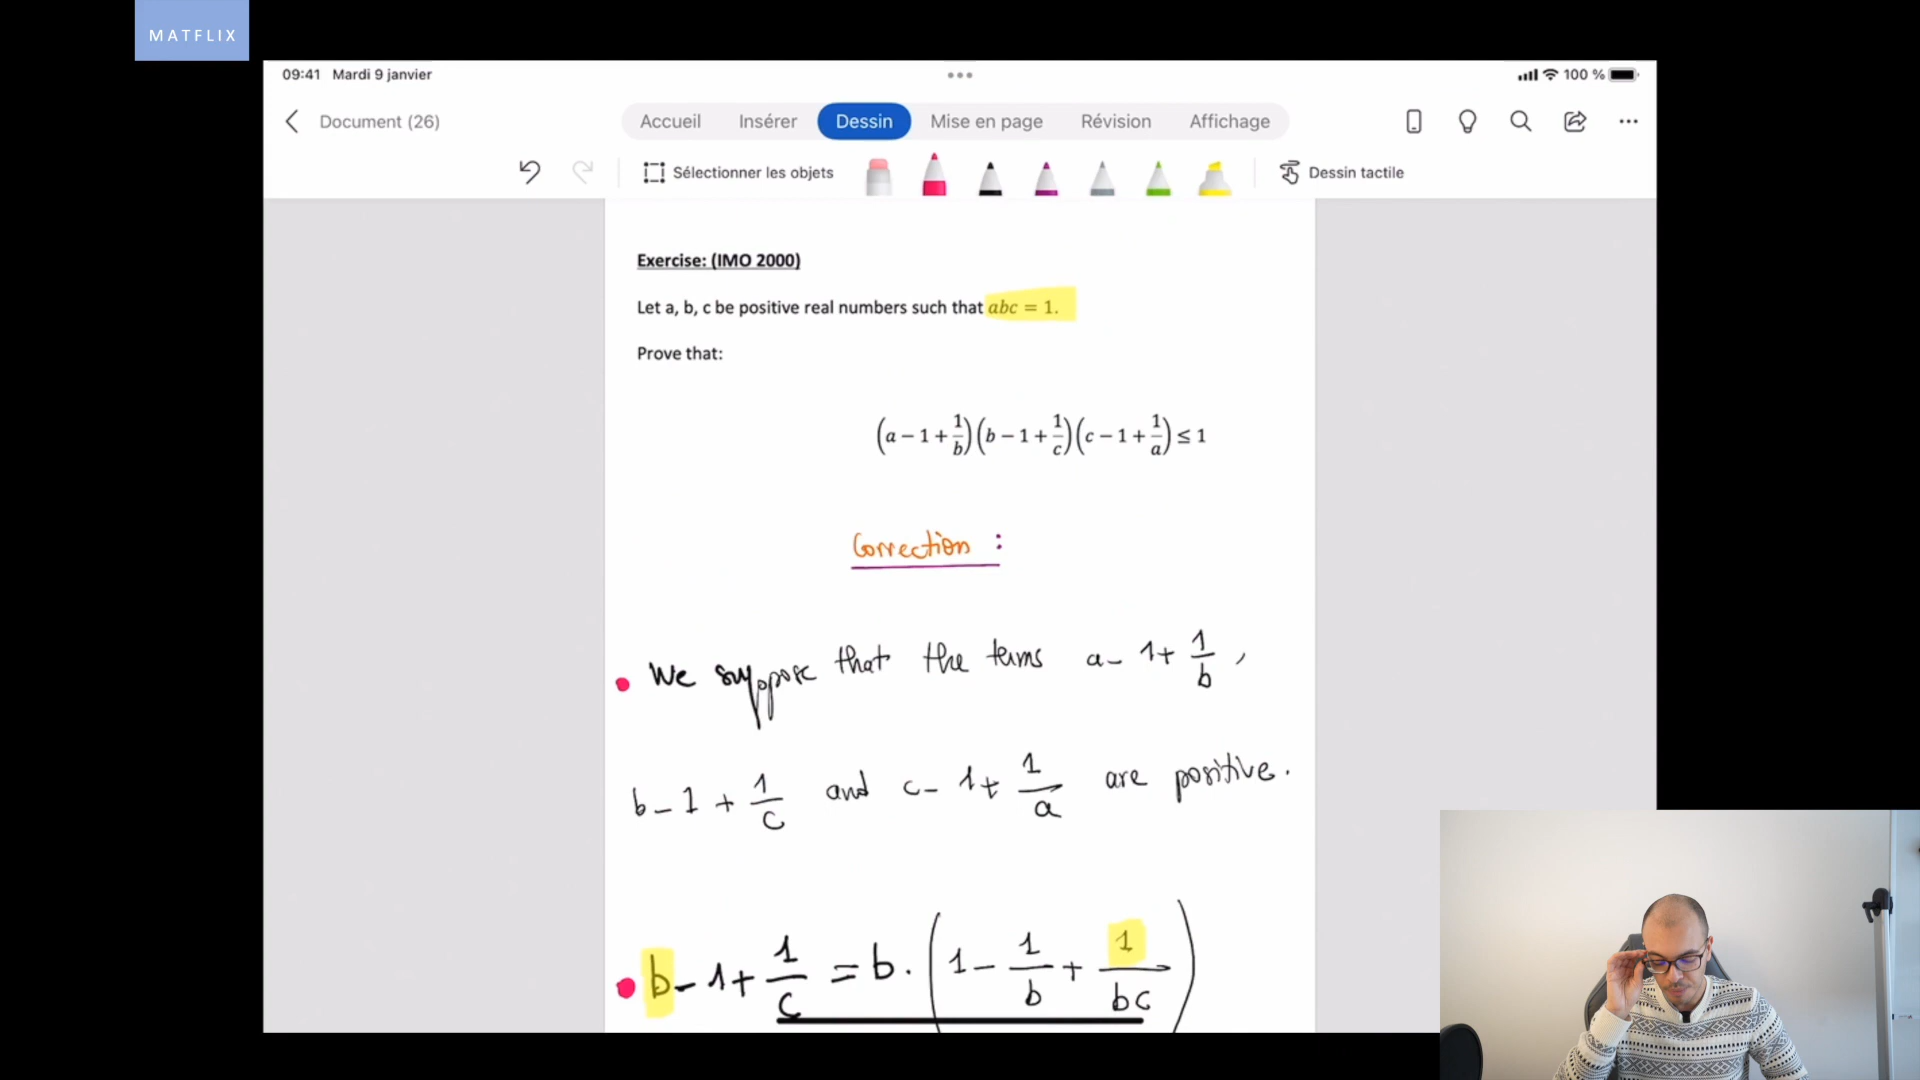 MATFLIX
09:41 Mardi 9 janvier
100 %
Document (26)
Accueil Insérer Dessin Mise en page Révision Affichage
Sélectionner les objets
Dessin tactile
Exercise: (IMO 2000)
Let a, b, c be positive real numbers such that abc = 1.
Prove that:
(a − 1 + 1/b)(b − 1 + 1/c)(c − 1 + 1/a) ≤ 1
Correction :
• We suppose that the terms a − 1 + 1/b ,
b − 1 + 1/c and c − 1 + 1/a are positive.
• b − 1 + 1/c = b . (1 − 1/b + 1/bc)